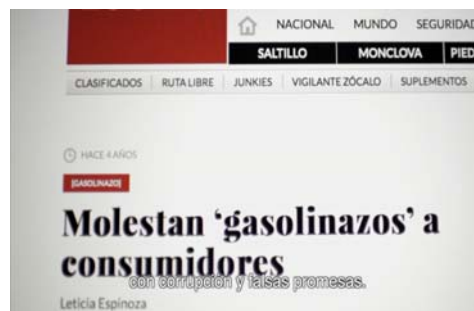 NACIONAL MUNDO SEGURIDAD
SALTILLO MONCLOVA PIED
CLASIFICADOS RUTA LIBRE JUNKIES VIGILANTE ZÓCALO SUPLEMENTOS
HACE 4 AÑOS
|GASOLINAZO|
Molestan ‘gasolinazos’ a
consumidores
con corrupción y falsas promesas.
Leticia Espinoza